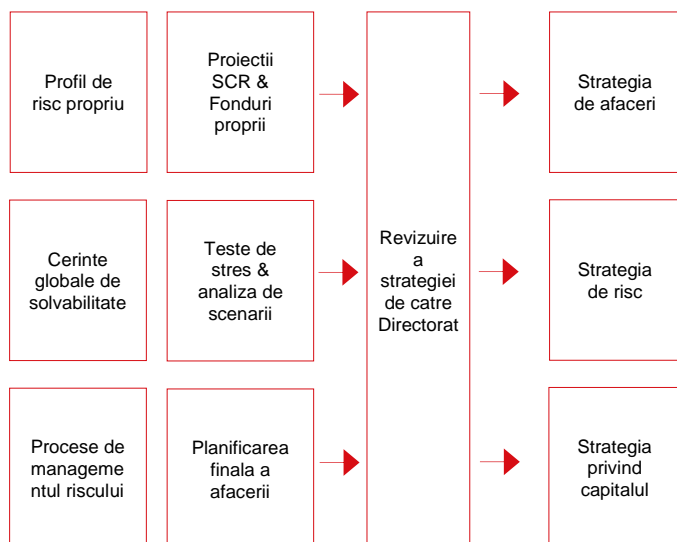 Profil de
risc propriu
Proiectii
SCR &
Fonduri
proprii
Strategia
de afaceri
Cerinte
globale de
solvabilitate
Teste de
stres &
analiza de
scenarii
Revizuire
a
strategiei
de catre
Directorat
Strategia
de risc
Procese de
manageme
ntul riscului
Planificarea
finala a
afacerii
Strategia
privind
capitalul